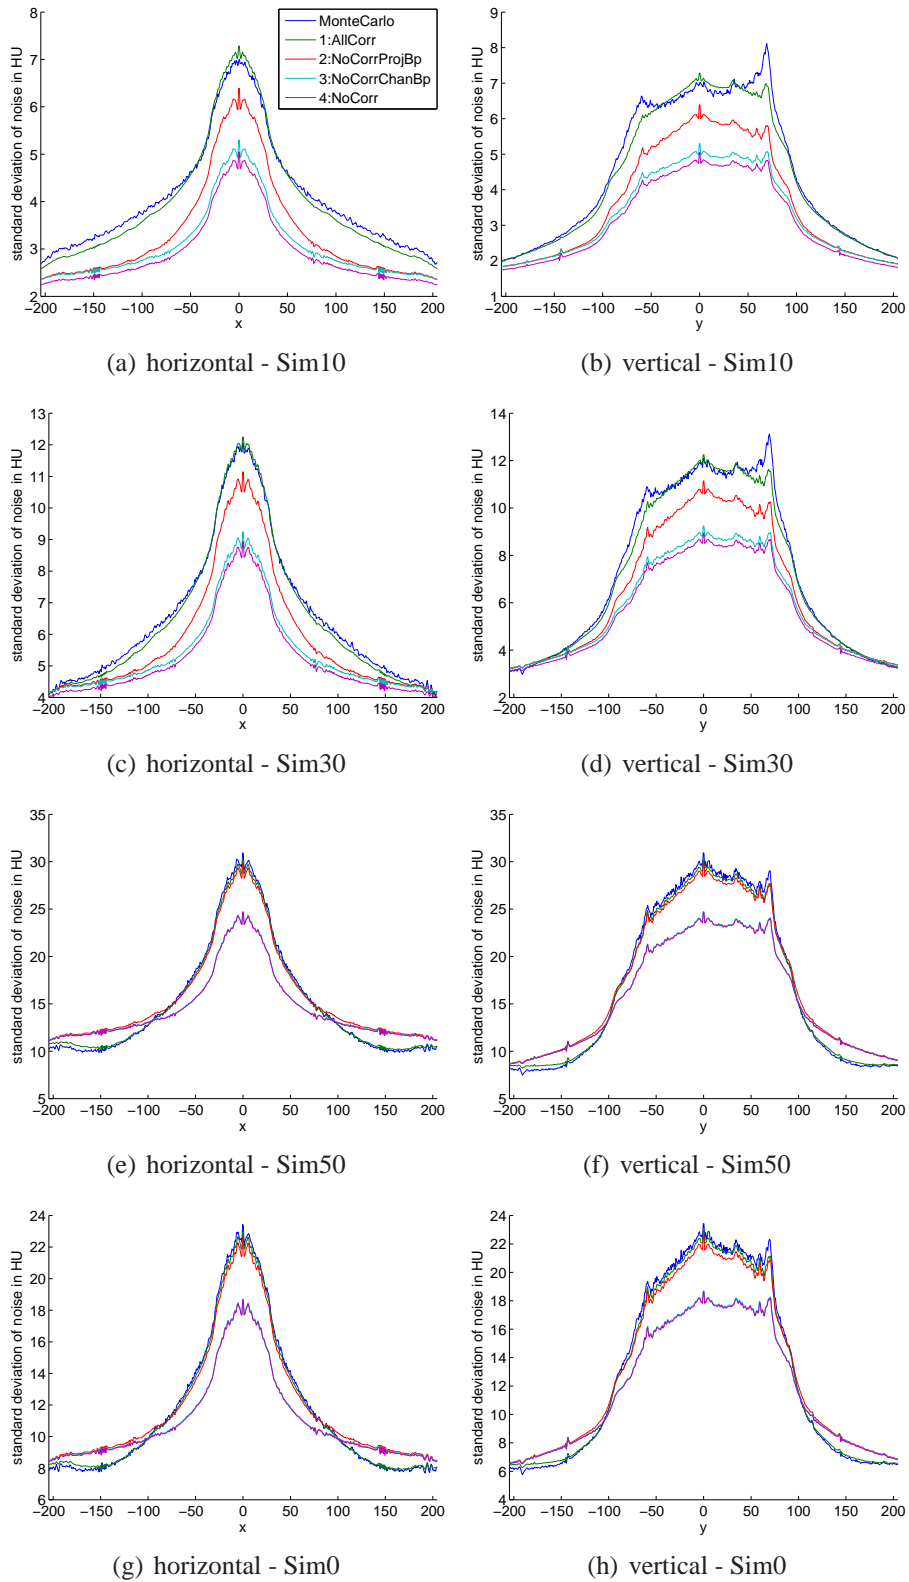 8
7
6
5
4
3
2
standard deviation of noise in HU
−200 −150 −100 −50 0 50 100 150 200
x
MonteCarlo
1:AllCorr
2:NoCorrProjBp
3:NoCorrChanBp
4:NoCorr
(a) horizontal - Sim10
9
8
7
6
5
4
3
2
1
standard deviation of noise in HU
−200 −150 −100 −50 0 50 100 150 200
y
(b) vertical - Sim10
13
12
11
10
9
8
7
6
5
4
standard deviation of noise in HU
−200 −150 −100 −50 0 50 100 150 200
x
(c) horizontal - Sim30
14
12
10
8
6
4
2
standard deviation of noise in HU
−200 −150 −100 −50 0 50 100 150 200
y
(d) vertical - Sim30
35
30
25
20
15
10
5
standard deviation of noise in HU
−200 −150 −100 −50 0 50 100 150 200
x
(e) horizontal - Sim50
35
30
25
20
15
10
5
standard deviation of noise in HU
−200 −150 −100 −50 0 50 100 150 200
y
(f) vertical - Sim50
24
22
20
18
16
14
12
10
8
6
standard deviation of noise in HU
−200 −150 −100 −50 0 50 100 150 200
x
(g) horizontal - Sim0
24
22
20
18
16
14
12
10
8
6
4
standard deviation of noise in HU
−200 −150 −100 −50 0 50 100 150 200
y
(h) vertical - Sim0